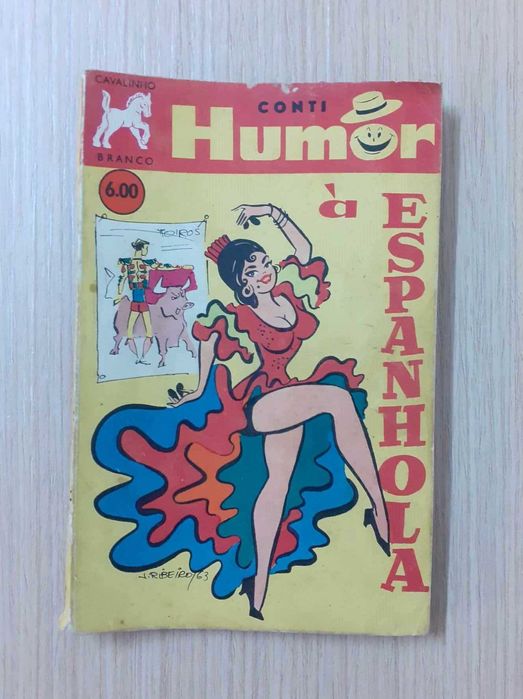 CAVALINHO
BRANCO
CONTI
Humor
6.00
à
ESPANHOLA
TOIROS
J. RIBEIRO/63